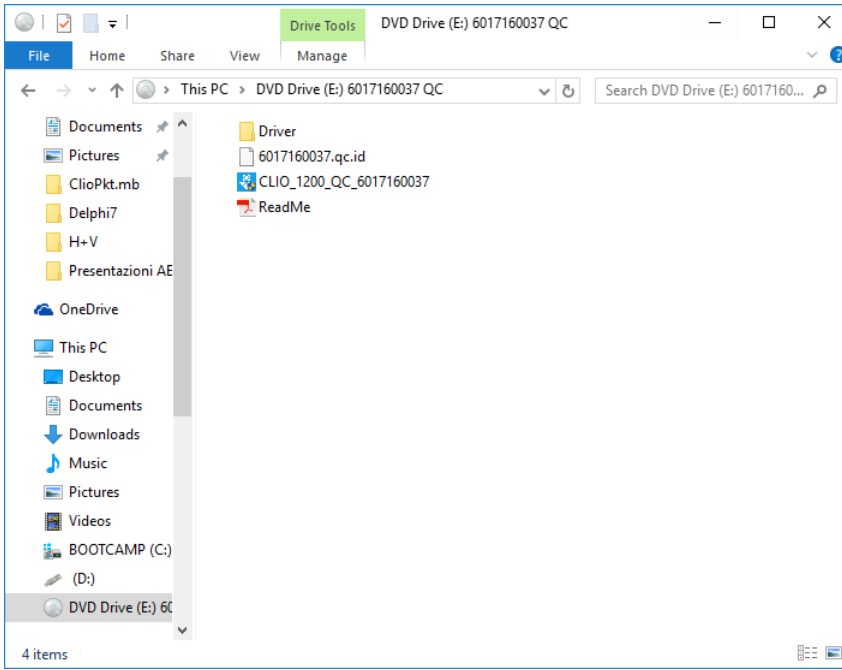 Drive Tools
DVD Drive (E:) 6017160037 QC
File
Home
Share
View
Manage
This PC > DVD Drive (E:) 6017160037 QC
Search DVD Drive (E:) 6017160...
Documents
Pictures
ClioPkt.mb
Delphi7
H+V
Presentazioni AE
OneDrive
This PC
Desktop
Documents
Downloads
Music
Pictures
Videos
BOOTCAMP (C:)
(D:)
DVD Drive (E:) 60
Driver
6017160037.qc.id
CLIO_1200_QC_6017160037
ReadMe
4 items